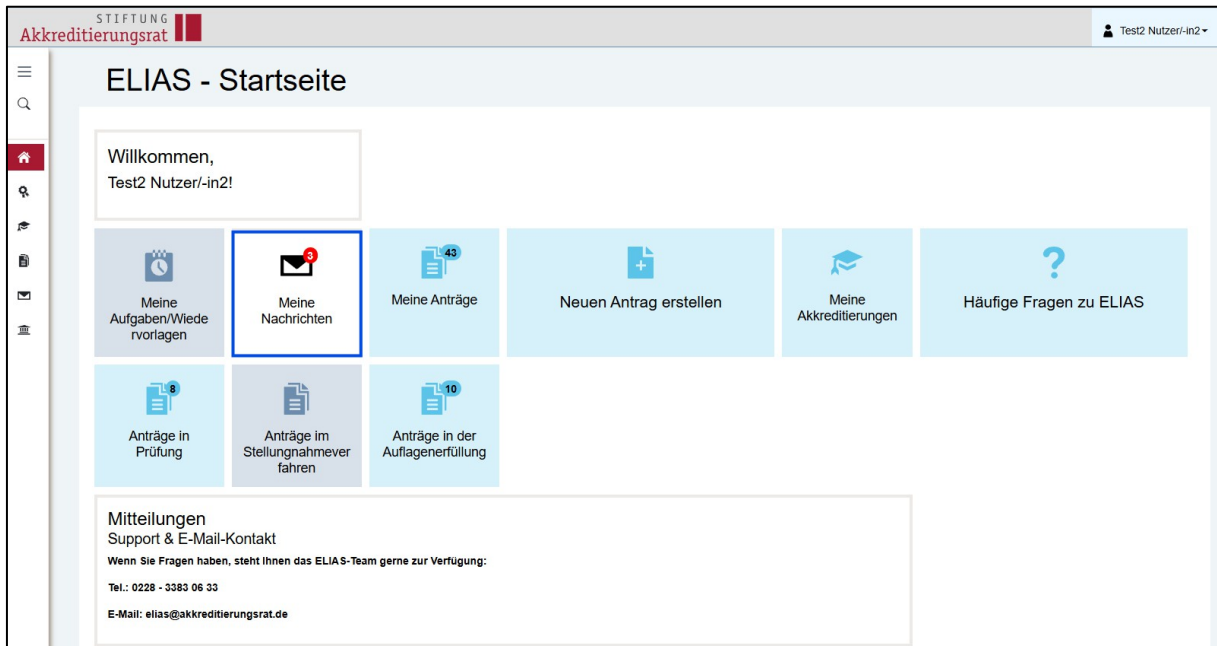 STIFTUNG
Akkreditierungsrat
Test2 Nutzer/-in2
ELIAS - Startseite
Willkommen,
Test2 Nutzer/-in2!
Meine
Aufgaben/Wiede
rvorlagen
3
Meine
Nachrichten
43
Meine Anträge
Neuen Antrag erstellen
Meine
Akkreditierungen
?
Häufige Fragen zu ELIAS
8
Anträge in
Prüfung
Anträge im
Stellungnahmever
fahren
10
Anträge in der
Auflagenerfüllung
Mitteilungen
Support & E-Mail-Kontakt
Wenn Sie Fragen haben, steht Ihnen das ELIAS-Team gerne zur Verfügung:
Tel.: 0228 - 3383 06 33
E-Mail: elias@akkreditierungsrat.de